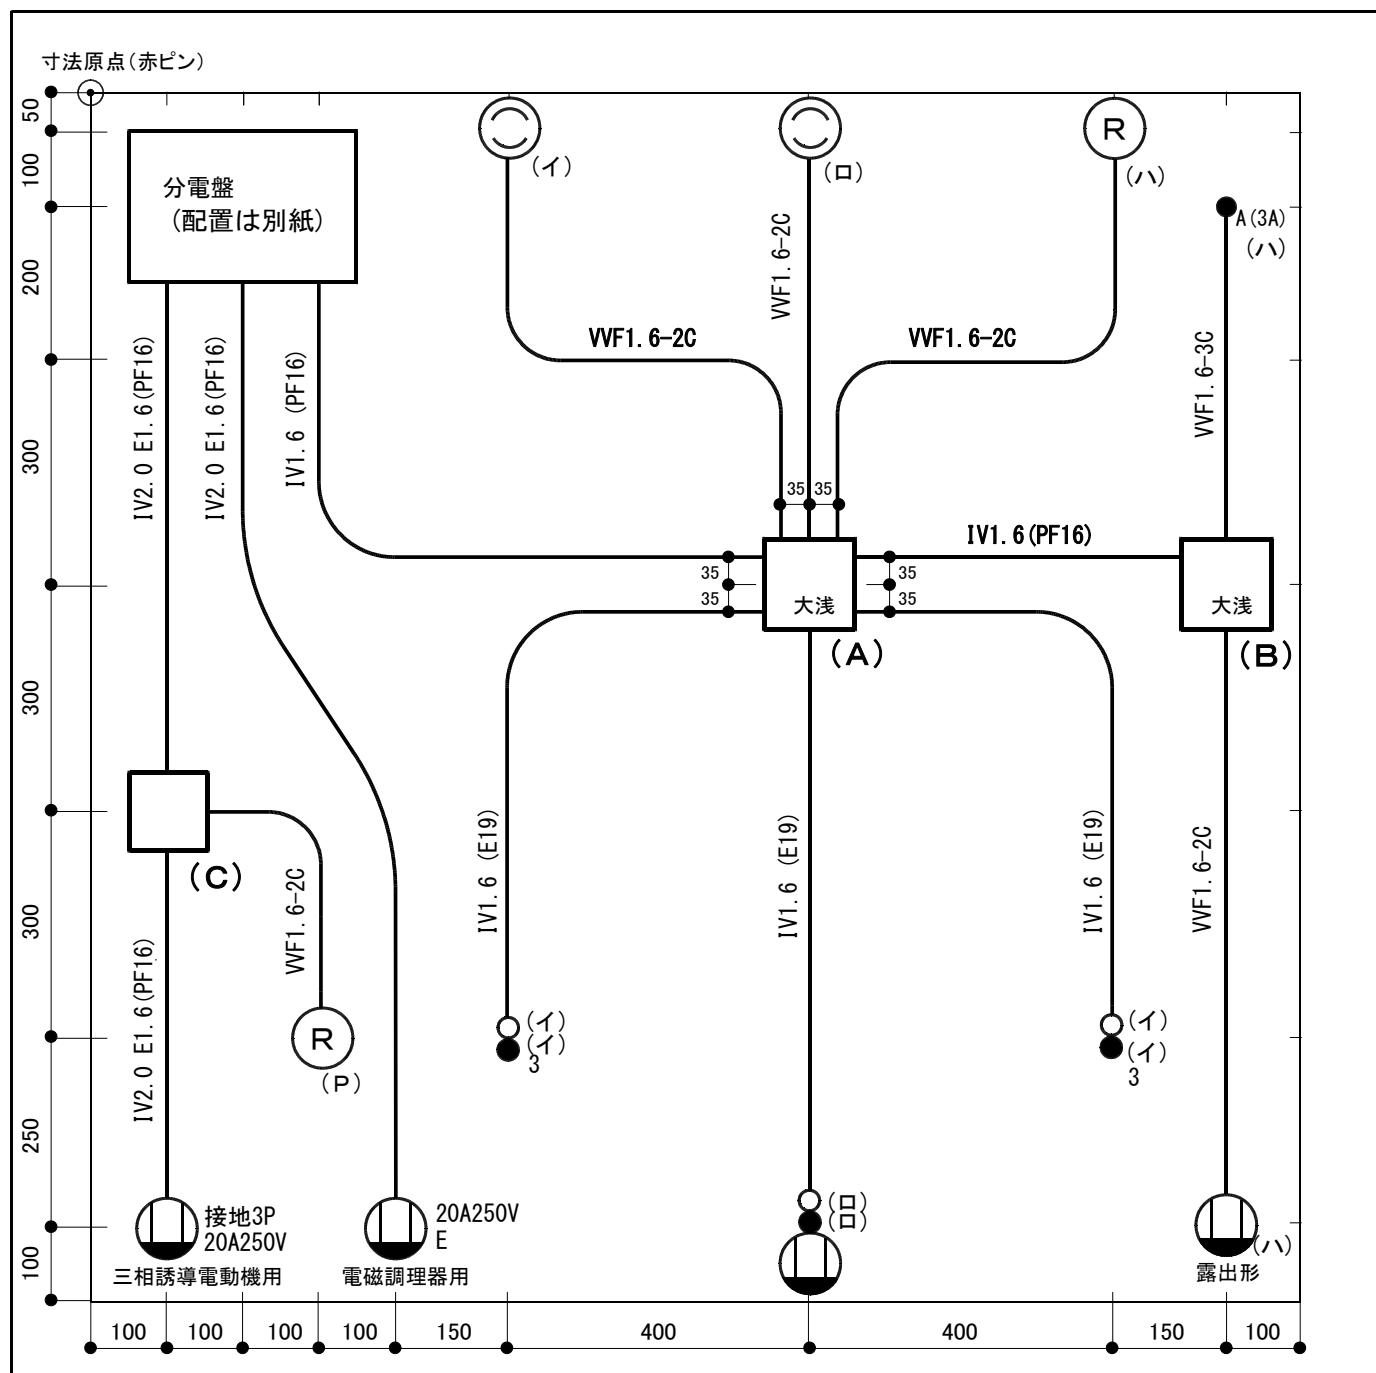 寸法原点(赤ピン)
50
100
200
300
300
300
250
100
分電盤
(配置は別紙)
(イ)
(ロ)
R
(ハ)
A(3A)
(ハ)
VVF1.6-2C
VVF1.6-2C
VVF1.6-2C
VVF1.6-3C
IV2.0 E1.6(PF16)
IV2.0 E1.6(PF16)
IV1.6 (PF16)
35 35
IV1.6(PF16)
35
35
35
35
大浅
(A)
大浅
(B)
(C)
VVF1.6-2C
IV2.0 E1.6(PF16)
IV1.6 (E19)
IV1.6 (E19)
IV1.6 (E19)
VVF1.6-2C
R
(P)
(イ)
(イ)
3
(イ)
(イ)
3
接地3P
20A250V
三相誘導電動機用
20A250V
E
電磁調理器用
(ロ)
(ロ)
(ハ)
露出形
100 100 100 100 150 400 400 150 100